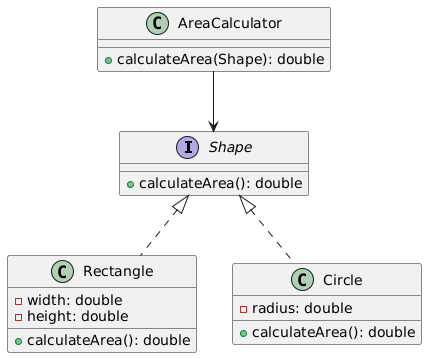 C AreaCalculator
calculateArea(Shape): double
I Shape
calculateArea(): double
C Rectangle
width: double
height: double
calculateArea(): double
C Circle
radius: double
calculateArea(): double